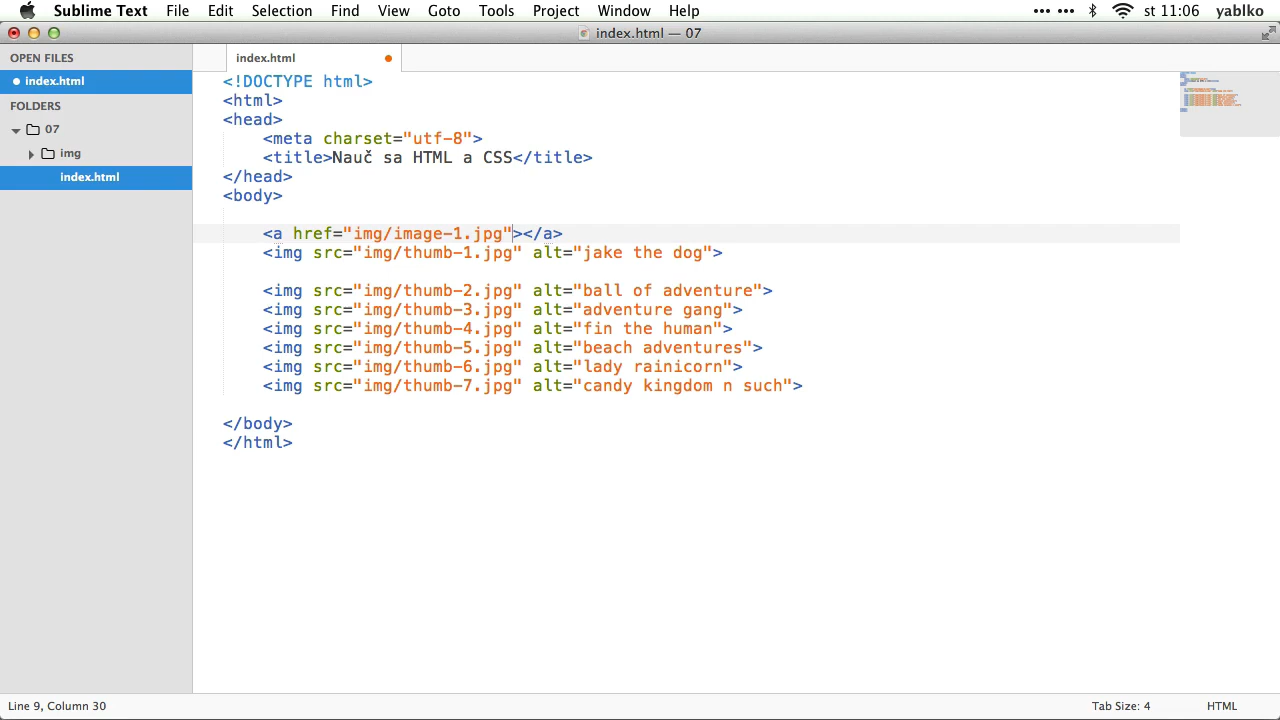 Sublime Text File Edit Selection Find View Goto Tools Project Window Help st 11:06 yablko
index.html — 07
OPEN FILES
index.html
FOLDERS
07
img
index.html
index.html
<!DOCTYPE html>
<html>
<head>
<meta charset="utf-8">
<title>Nauč sa HTML a CSS</title>
</head>
<body>
<a href="img/image-1.jpg"></a>
<img src="img/thumb-1.jpg" alt="jake the dog">
<img src="img/thumb-2.jpg" alt="ball of adventure">
<img src="img/thumb-3.jpg" alt="adventure gang">
<img src="img/thumb-4.jpg" alt="fin the human">
<img src="img/thumb-5.jpg" alt="beach adventures">
<img src="img/thumb-6.jpg" alt="lady rainicorn">
<img src="img/thumb-7.jpg" alt="candy kingdom n such">
</body>
</html>
Line 9, Column 30 Tab Size: 4 HTML